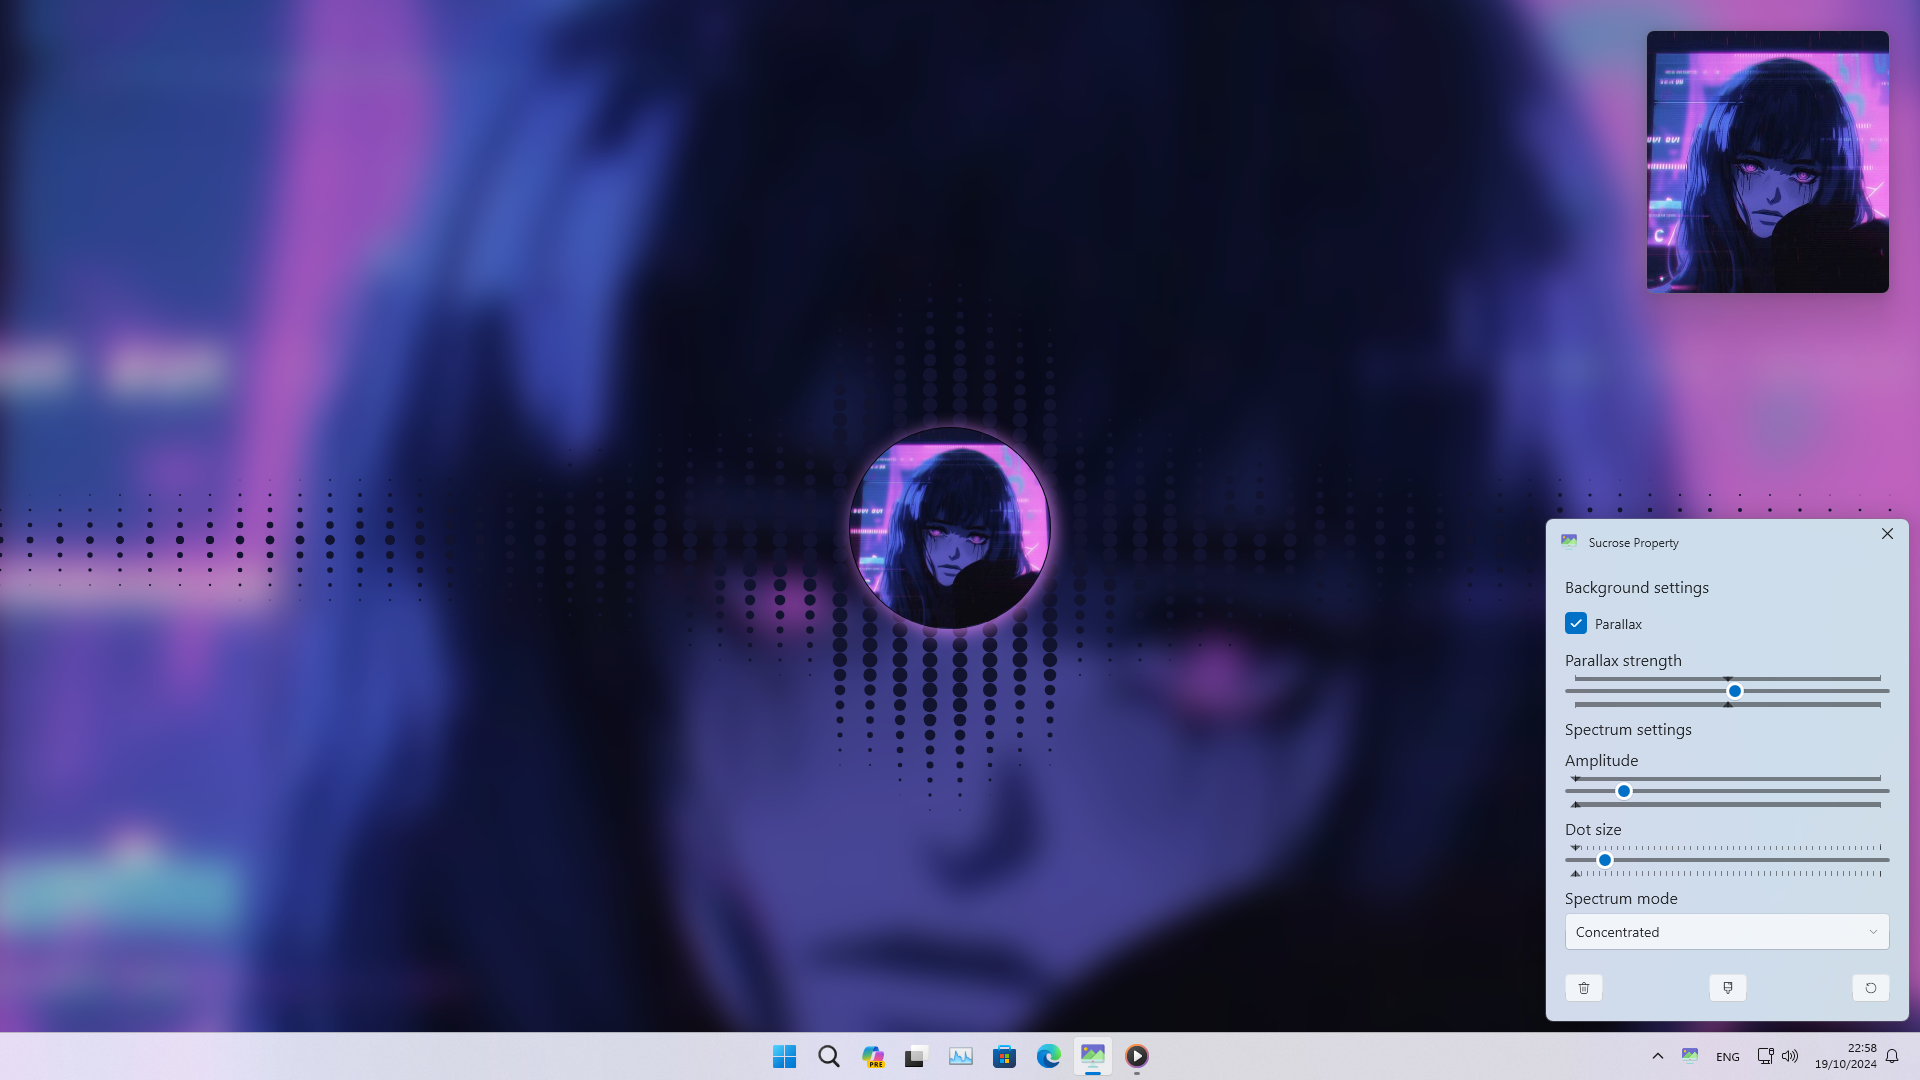 Sucrose Property
Background settings
Parallax
Parallax strength
Spectrum settings
Amplitude
Dot size
Spectrum mode
Concentrated
PRE
ENG
22:58
19/10/2024